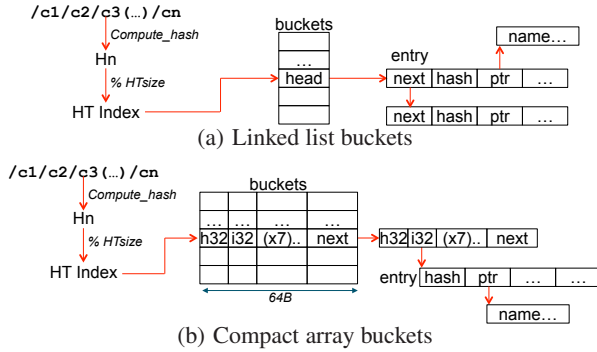 /c1/c2/c3(…)/cn
Compute_hash
Hn
% HTsize
HT Index
buckets
…
head
name…
entry
next hash ptr …
next hash ptr …
(a) Linked list buckets
/c1/c2/c3(…)/cn
Compute_hash
Hn
% HTsize
HT Index
buckets
… … … …
h32 i32 (x7).. next
64B
h32 i32 (x7).. next
entry hash ptr … …
name…
(b) Compact array buckets